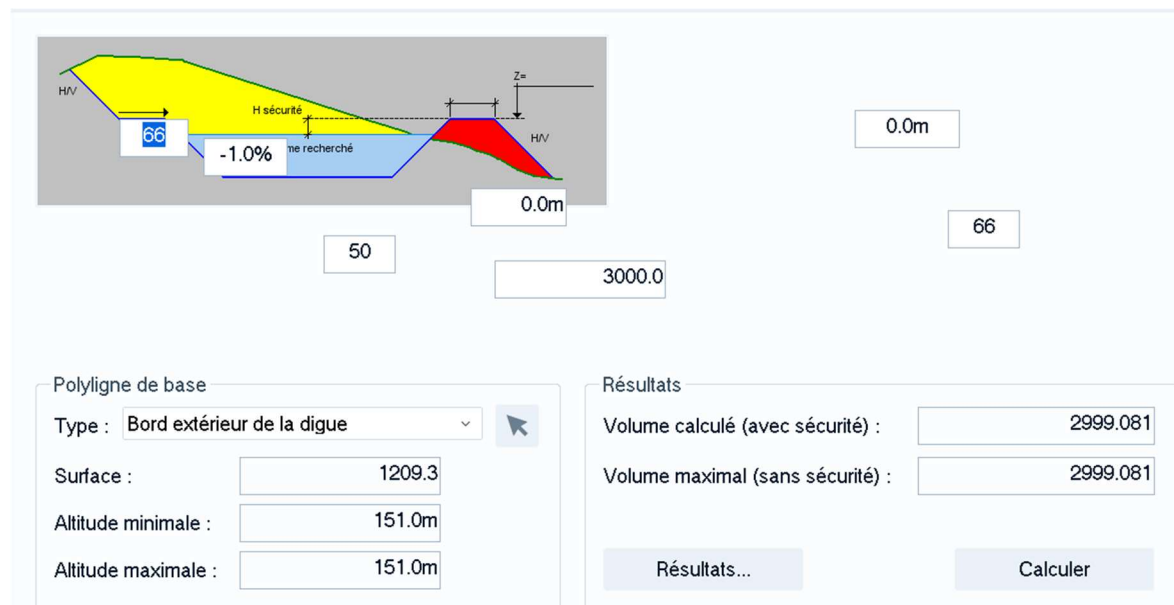 Z=
H/V
H sécurité
0.0m
66
H/V
me recherché
-1.0%
0.0m
66
50
3000.0
Polyligne de base
Type : Bord extérieur de la digue
Surface : 1209.3
Altitude minimale : 151.0m
Altitude maximale : 151.0m
Résultats
Volume calculé (avec sécurité) : 2999.081
Volume maximal (sans sécurité) : 2999.081
Résultats...
Calculer